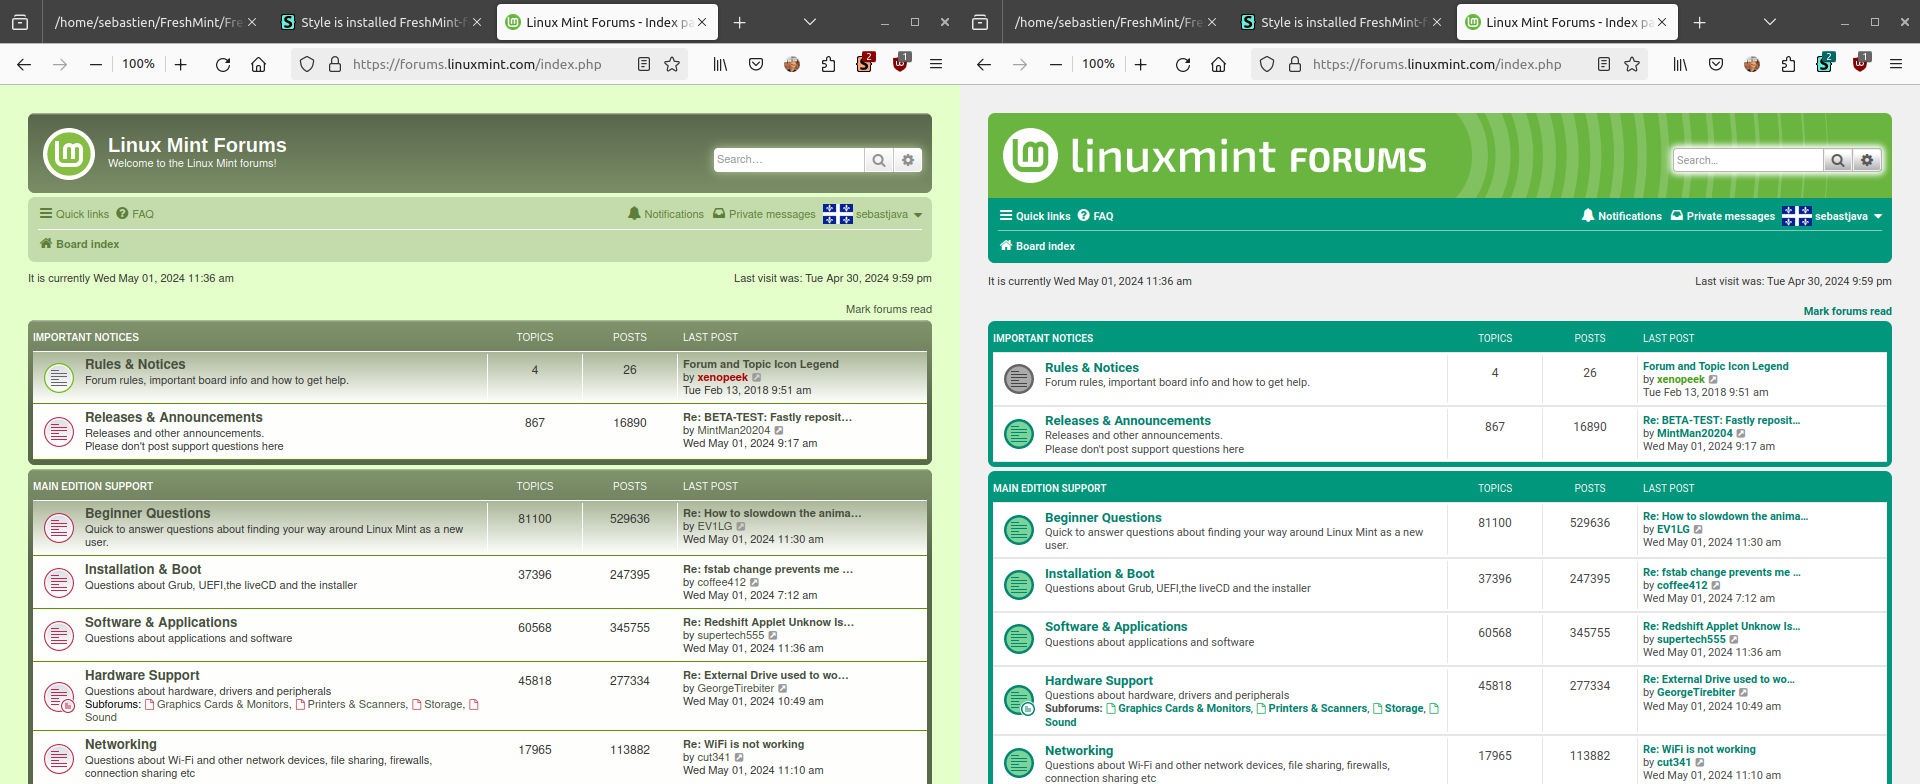 /home/sebastien/FreshMint/Fre
Style is installed FreshMint-f
Linux Mint Forums - Index pa
100%
https://forums.linuxmint.com/index.php
2
1
Linux Mint Forums
Welcome to the Linux Mint forums!
Search…
Quick links
FAQ
Notifications
Private messages
sebastjava
Board index
It is currently Wed May 01, 2024 11:36 am
Last visit was: Tue Apr 30, 2024 9:59 pm
Mark forums read
IMPORTANT NOTICES TOPICS POSTS LAST POST
Rules & Notices
Forum rules, important board info and how to get help.
4
26
Forum and Topic Icon Legend
by xenopeek
Tue Feb 13, 2018 9:51 am
Releases & Announcements
Releases and other announcements.
Please don't post support questions here
867
16890
Re: BETA-TEST: Fastly reposit…
by MintMan20204
Wed May 01, 2024 9:17 am
MAIN EDITION SUPPORT TOPICS POSTS LAST POST
Beginner Questions
Quick to answer questions about finding your way around Linux Mint as a new
user.
81100
529636
Re: How to slowdown the anima…
by EV1LG
Wed May 01, 2024 11:30 am
Installation & Boot
Questions about Grub, UEFI,the liveCD and the installer
37396
247395
Re: fstab change prevents me …
by coffee412
Wed May 01, 2024 7:12 am
Software & Applications
Questions about applications and software
60568
345755
Re: Redshift Applet Unknow Is…
by supertech555
Wed May 01, 2024 11:36 am
Hardware Support
Questions about hardware, drivers and peripherals
Subforums: Graphics Cards & Monitors, Printers & Scanners, Storage,
Sound
45818
277334
Re: External Drive used to wo…
by GeorgeTirebiter
Wed May 01, 2024 10:49 am
Networking
Questions about Wi-Fi and other network devices, file sharing, firewalls,
connection sharing etc
17965
113882
Re: WiFi is not working
by cut341
Wed May 01, 2024 11:10 am
/home/sebastien/FreshMint/Fre
Style is installed FreshMint-f
Linux Mint Forums - Index pa
100%
https://forums.linuxmint.com/index.php
2
1
linuxmint FORUMS
Search…
Quick links
FAQ
Notifications
Private messages
sebastjava
Board index
It is currently Wed May 01, 2024 11:36 am
Last visit was: Tue Apr 30, 2024 9:59 pm
Mark forums read
IMPORTANT NOTICES TOPICS POSTS LAST POST
Rules & Notices
Forum rules, important board info and how to get help.
4
26
Forum and Topic Icon Legend
by xenopeek
Tue Feb 13, 2018 9:51 am
Releases & Announcements
Releases and other announcements.
Please don't post support questions here
867
16890
Re: BETA-TEST: Fastly reposit…
by MintMan20204
Wed May 01, 2024 9:17 am
MAIN EDITION SUPPORT TOPICS POSTS LAST POST
Beginner Questions
Quick to answer questions about finding your way around Linux Mint as a new
user.
81100
529636
Re: How to slowdown the anima…
by EV1LG
Wed May 01, 2024 11:30 am
Installation & Boot
Questions about Grub, UEFI,the liveCD and the installer
37396
247395
Re: fstab change prevents me …
by coffee412
Wed May 01, 2024 7:12 am
Software & Applications
Questions about applications and software
60568
345755
Re: Redshift Applet Unknow Is…
by supertech555
Wed May 01, 2024 11:36 am
Hardware Support
Questions about hardware, drivers and peripherals
Subforums: Graphics Cards & Monitors, Printers & Scanners, Storage,
Sound
45818
277334
Re: External Drive used to wo…
by GeorgeTirebiter
Wed May 01, 2024 10:49 am
Networking
Questions about Wi-Fi and other network devices, file sharing, firewalls,
connection sharing etc
17965
113882
Re: WiFi is not working
by cut341
Wed May 01, 2024 11:10 am